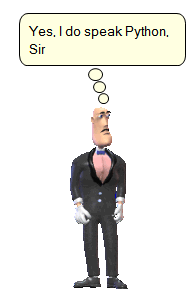 Yes, I do speak Python,
Sir